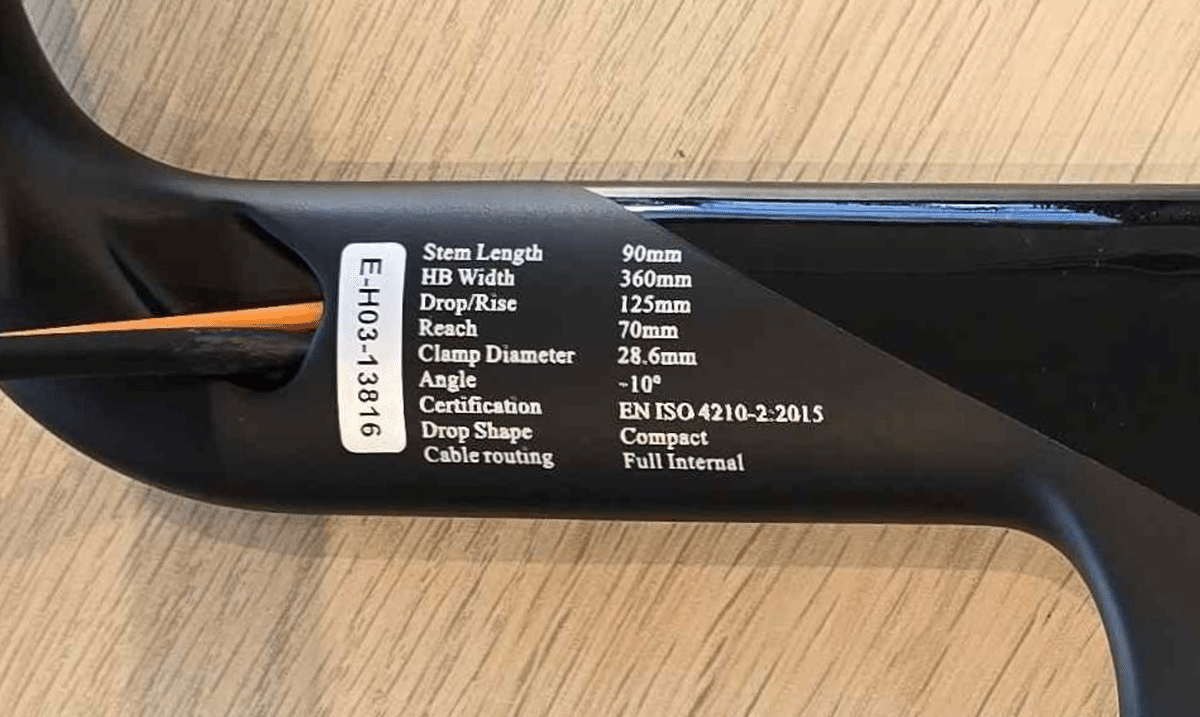 E-H03-13816
Stem Length 90mm
HB Width 360mm
Drop/Rise 125mm
Reach 70mm
Clamp Diameter 28.6mm
Angle -10°
Certification EN ISO 4210-2:2015
Drop Shape Compact
Cable routing Full Internal